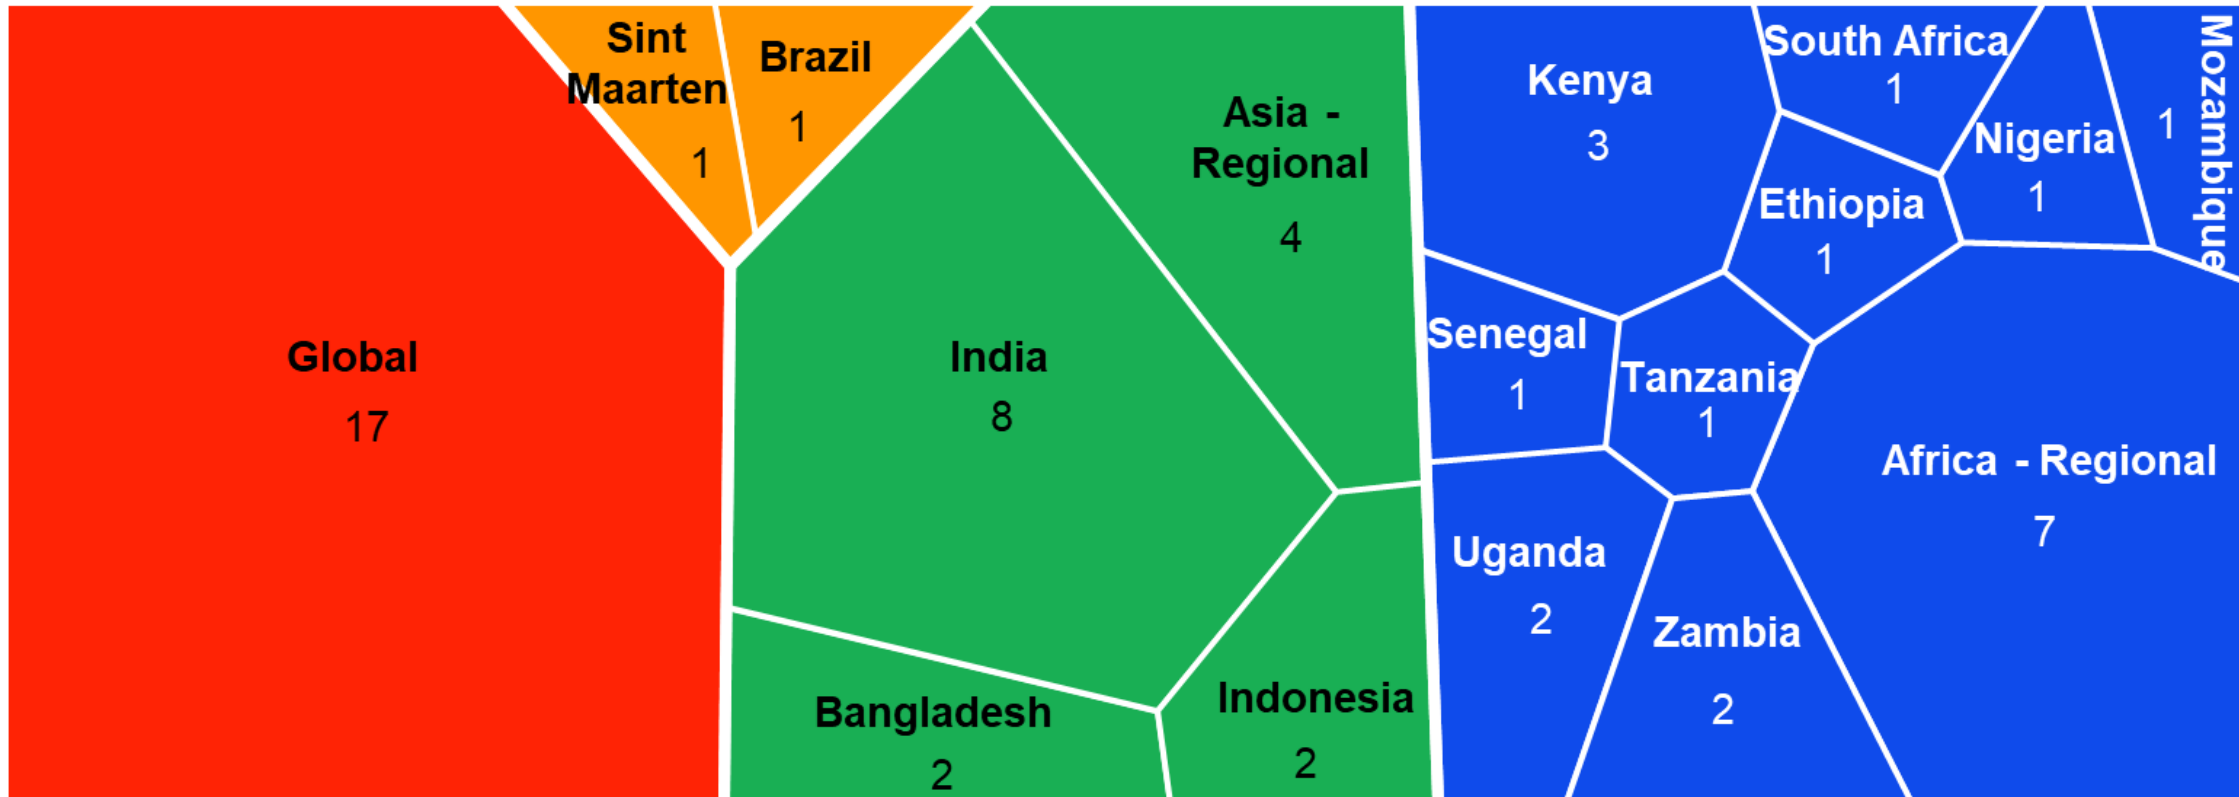 Global
17
Sint
Maarten
1
Brazil
1
India
8
Asia -
Regional
4
Bangladesh
2
Indonesia
2
Kenya
3
South Africa
1
Nigeria
1
Mozambique
1
Ethiopia
1
Senegal
1
Tanzania
1
Africa - Regional
7
Uganda
2
Zambia
2